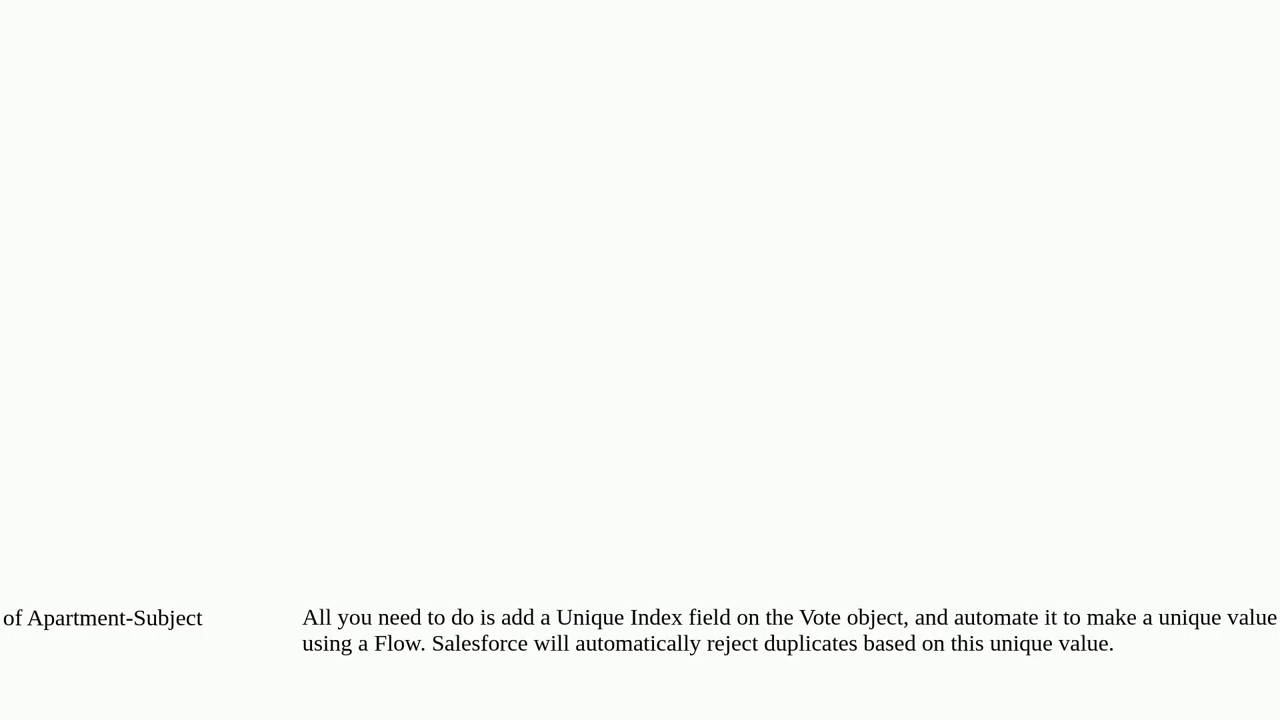 of Apartment-Subject
All you need to do is add a Unique Index field on the Vote object, and automate it to make a unique value
using a Flow. Salesforce will automatically reject duplicates based on this unique value.